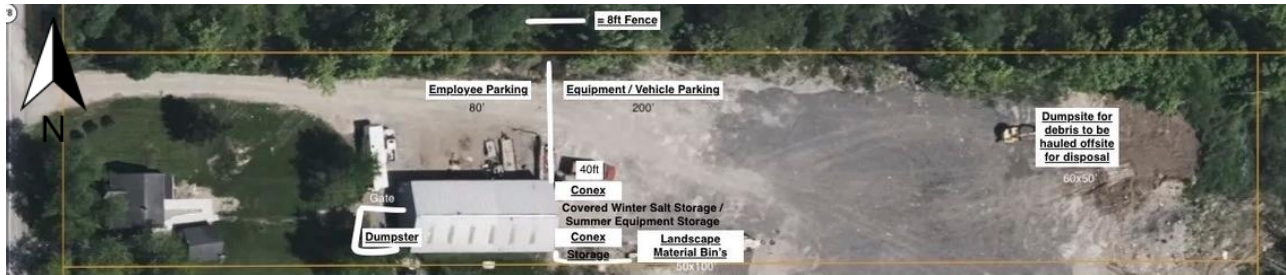 = 8ft Fence
Employee Parking
80'
Equipment / Vehicle Parking
200'
Dumpsite for
debris to be
hauled offsite
for disposal
60x50'
40ft
Conex
Gate
Covered Winter Salt Storage /
Summer Equipment Storage
Dumpster
Conex
Storage
Landscape
Material Bin's
50x100'
N